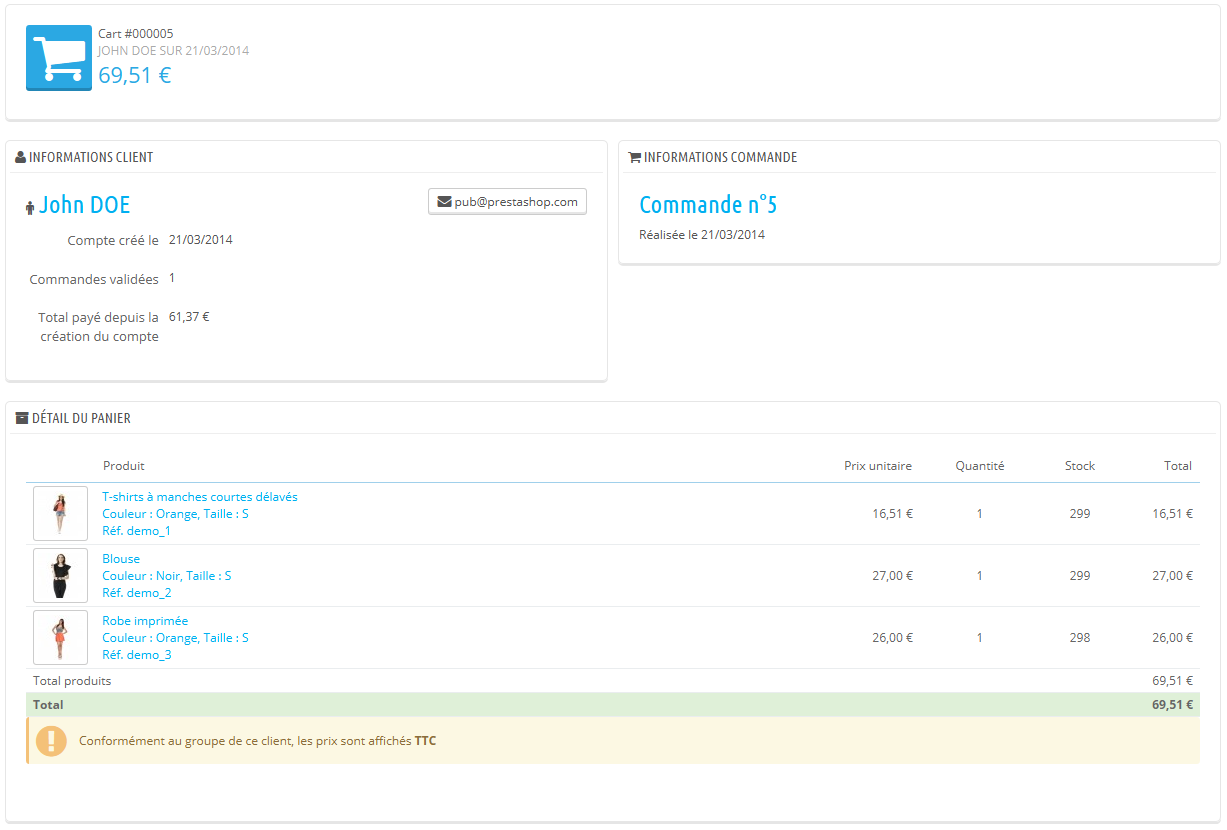 Cart #000005
JOHN DOE SUR 21/03/2014
69,51 €
INFORMATIONS CLIENT
John DOE
pub@prestashop.com
Compte créé le 21/03/2014
Commandes validées 1
Total payé depuis la 61,37 €
création du compte
INFORMATIONS COMMANDE
Commande n°5
Réalisée le 21/03/2014
DÉTAIL DU PANIER
Produit Prix unitaire Quantité Stock Total
T-shirts à manches courtes délavés
Couleur : Orange, Taille : S 16,51 € 1 299 16,51 €
Réf. demo_1
Blouse
Couleur : Noir, Taille : S 27,00 € 1 299 27,00 €
Réf. demo_2
Robe imprimée
Couleur : Orange, Taille : S 26,00 € 1 298 26,00 €
Réf. demo_3
Total produits 69,51 €
Total 69,51 €
Conformément au groupe de ce client, les prix sont affichés TTC